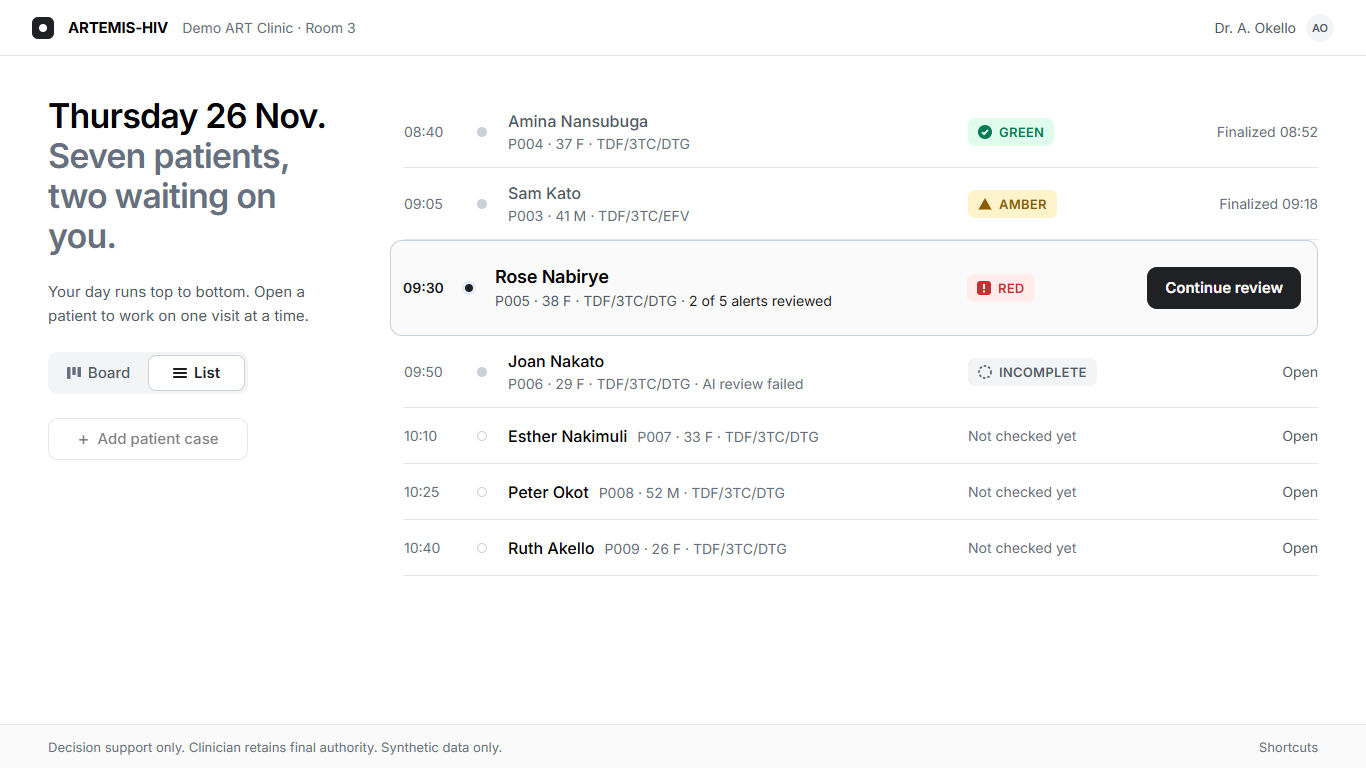 ARTEMIS-HIV Demo ART Clinic · Room 3
Dr. A. Okello AO
Thursday 26 Nov.
Seven patients,
two waiting on
you.
Your day runs top to bottom. Open a
patient to work on one visit at a time.
Board List
+ Add patient case
08:40 Amina Nansubuga GREEN Finalized 08:52
P004 · 37 F · TDF/3TC/DTG
09:05 Sam Kato AMBER Finalized 09:18
P003 · 41 M · TDF/3TC/EFV
09:30 Rose Nabirye RED Continue review
P005 · 38 F · TDF/3TC/DTG · 2 of 5 alerts reviewed
09:50 Joan Nakato INCOMPLETE Open
P006 · 29 F · TDF/3TC/DTG · AI review failed
10:10 Esther Nakimuli P007 · 33 F · TDF/3TC/DTG Not checked yet Open
10:25 Peter Okot P008 · 52 M · TDF/3TC/DTG Not checked yet Open
10:40 Ruth Akello P009 · 26 F · TDF/3TC/DTG Not checked yet Open
Decision support only. Clinician retains final authority. Synthetic data only. Shortcuts